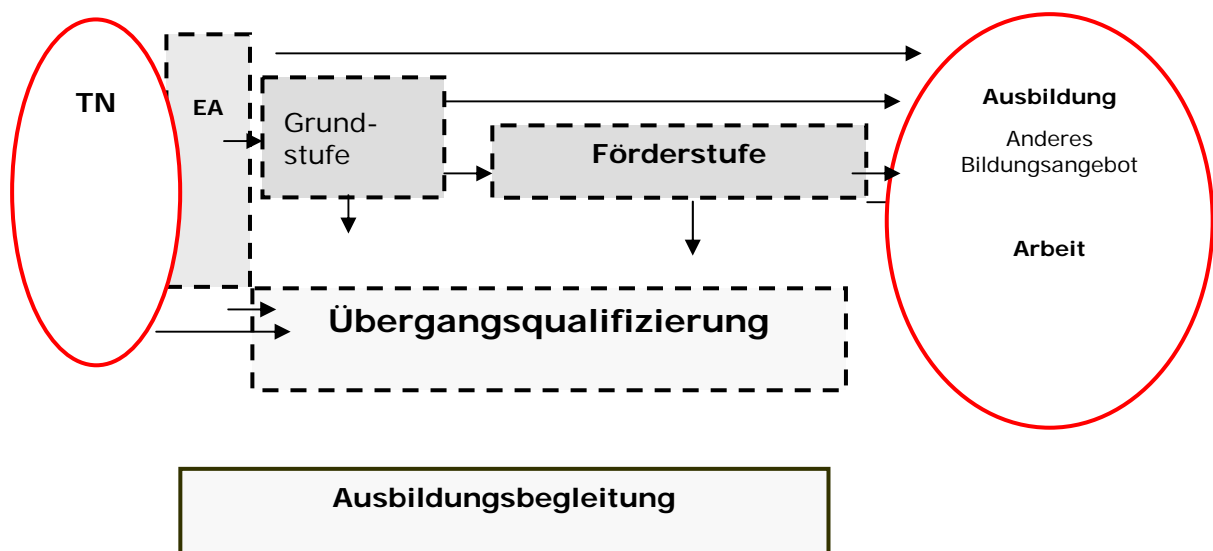 TN
EA
Grund-
stufe
Förderstufe
Übergangsqualifizierung
Ausbildung
Anderes
Bildungsangebot
Arbeit
Ausbildungsbegleitung